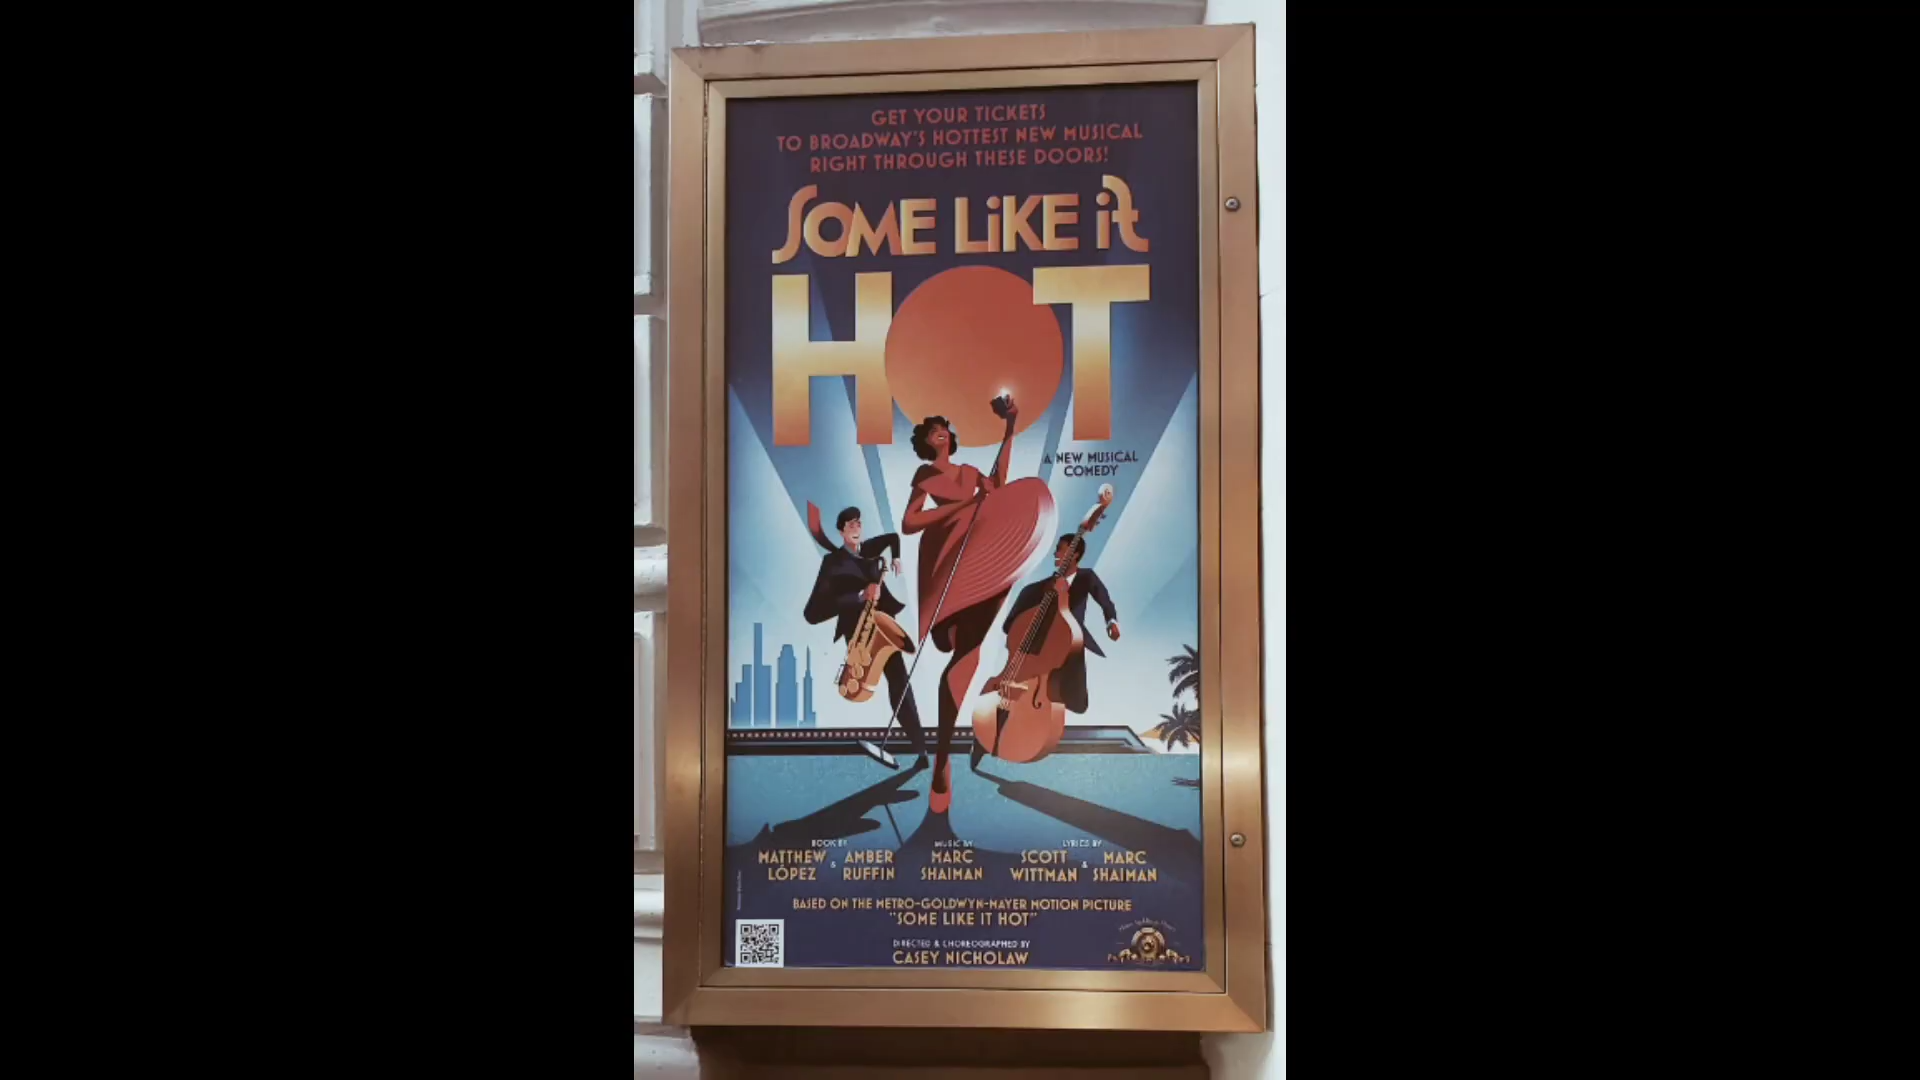 GET YOUR TICKETS
TO BROADWAY'S HOTTEST NEW MUSICAL
RIGHT THROUGH THESE DOORS!
SOME LiKE it
HOT
A NEW MUSICAL
COMEDY
BOOK BY MUSIC BY LYRICS BY
MATTHEW LÓPEZ & AMBER RUFFIN
MARC SHAIMAN
SCOTT WITTMAN & MARC SHAIMAN
BASED ON THE METRO-GOLDWYN-MAYER MOTION PICTURE
"SOME LIKE IT HOT"
DIRECTED & CHOREOGRAPHED BY
CASEY NICHOLAW